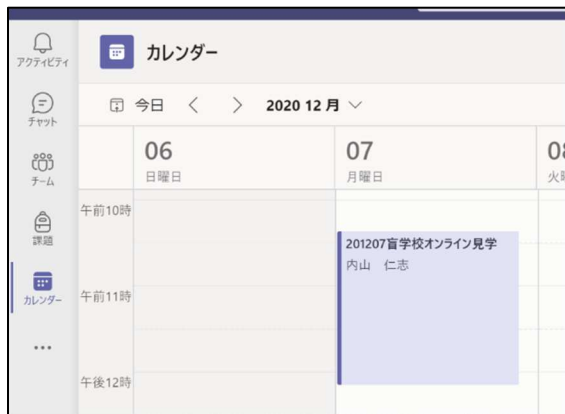 アクティビティ
チャット
チーム
課題
カレンダー
カレンダー
今日 < > 2020 12 月
06
日曜日
07
月曜日
午前10時
午前11時
午後12時
201207盲学校オンライン見学
内山 仁志